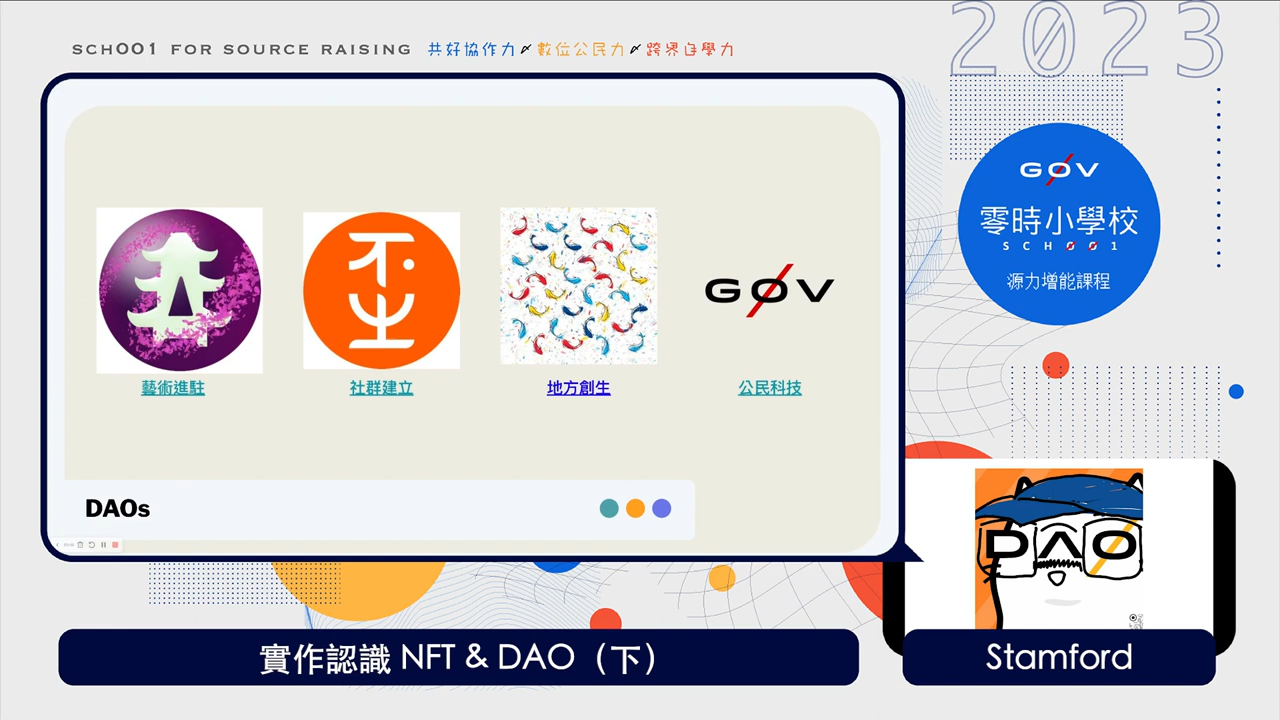 2023
SCH001 FOR SOURCE RAISING 共好協作力 數位公民力 跨界自學力
G0V
零時小學校
SCH001
源力增能課程
G0V
藝術進駐
社群建立
地方創生
公民科技
DAOs
DAO
實作認識 NFT & DAO（下）
Stamford